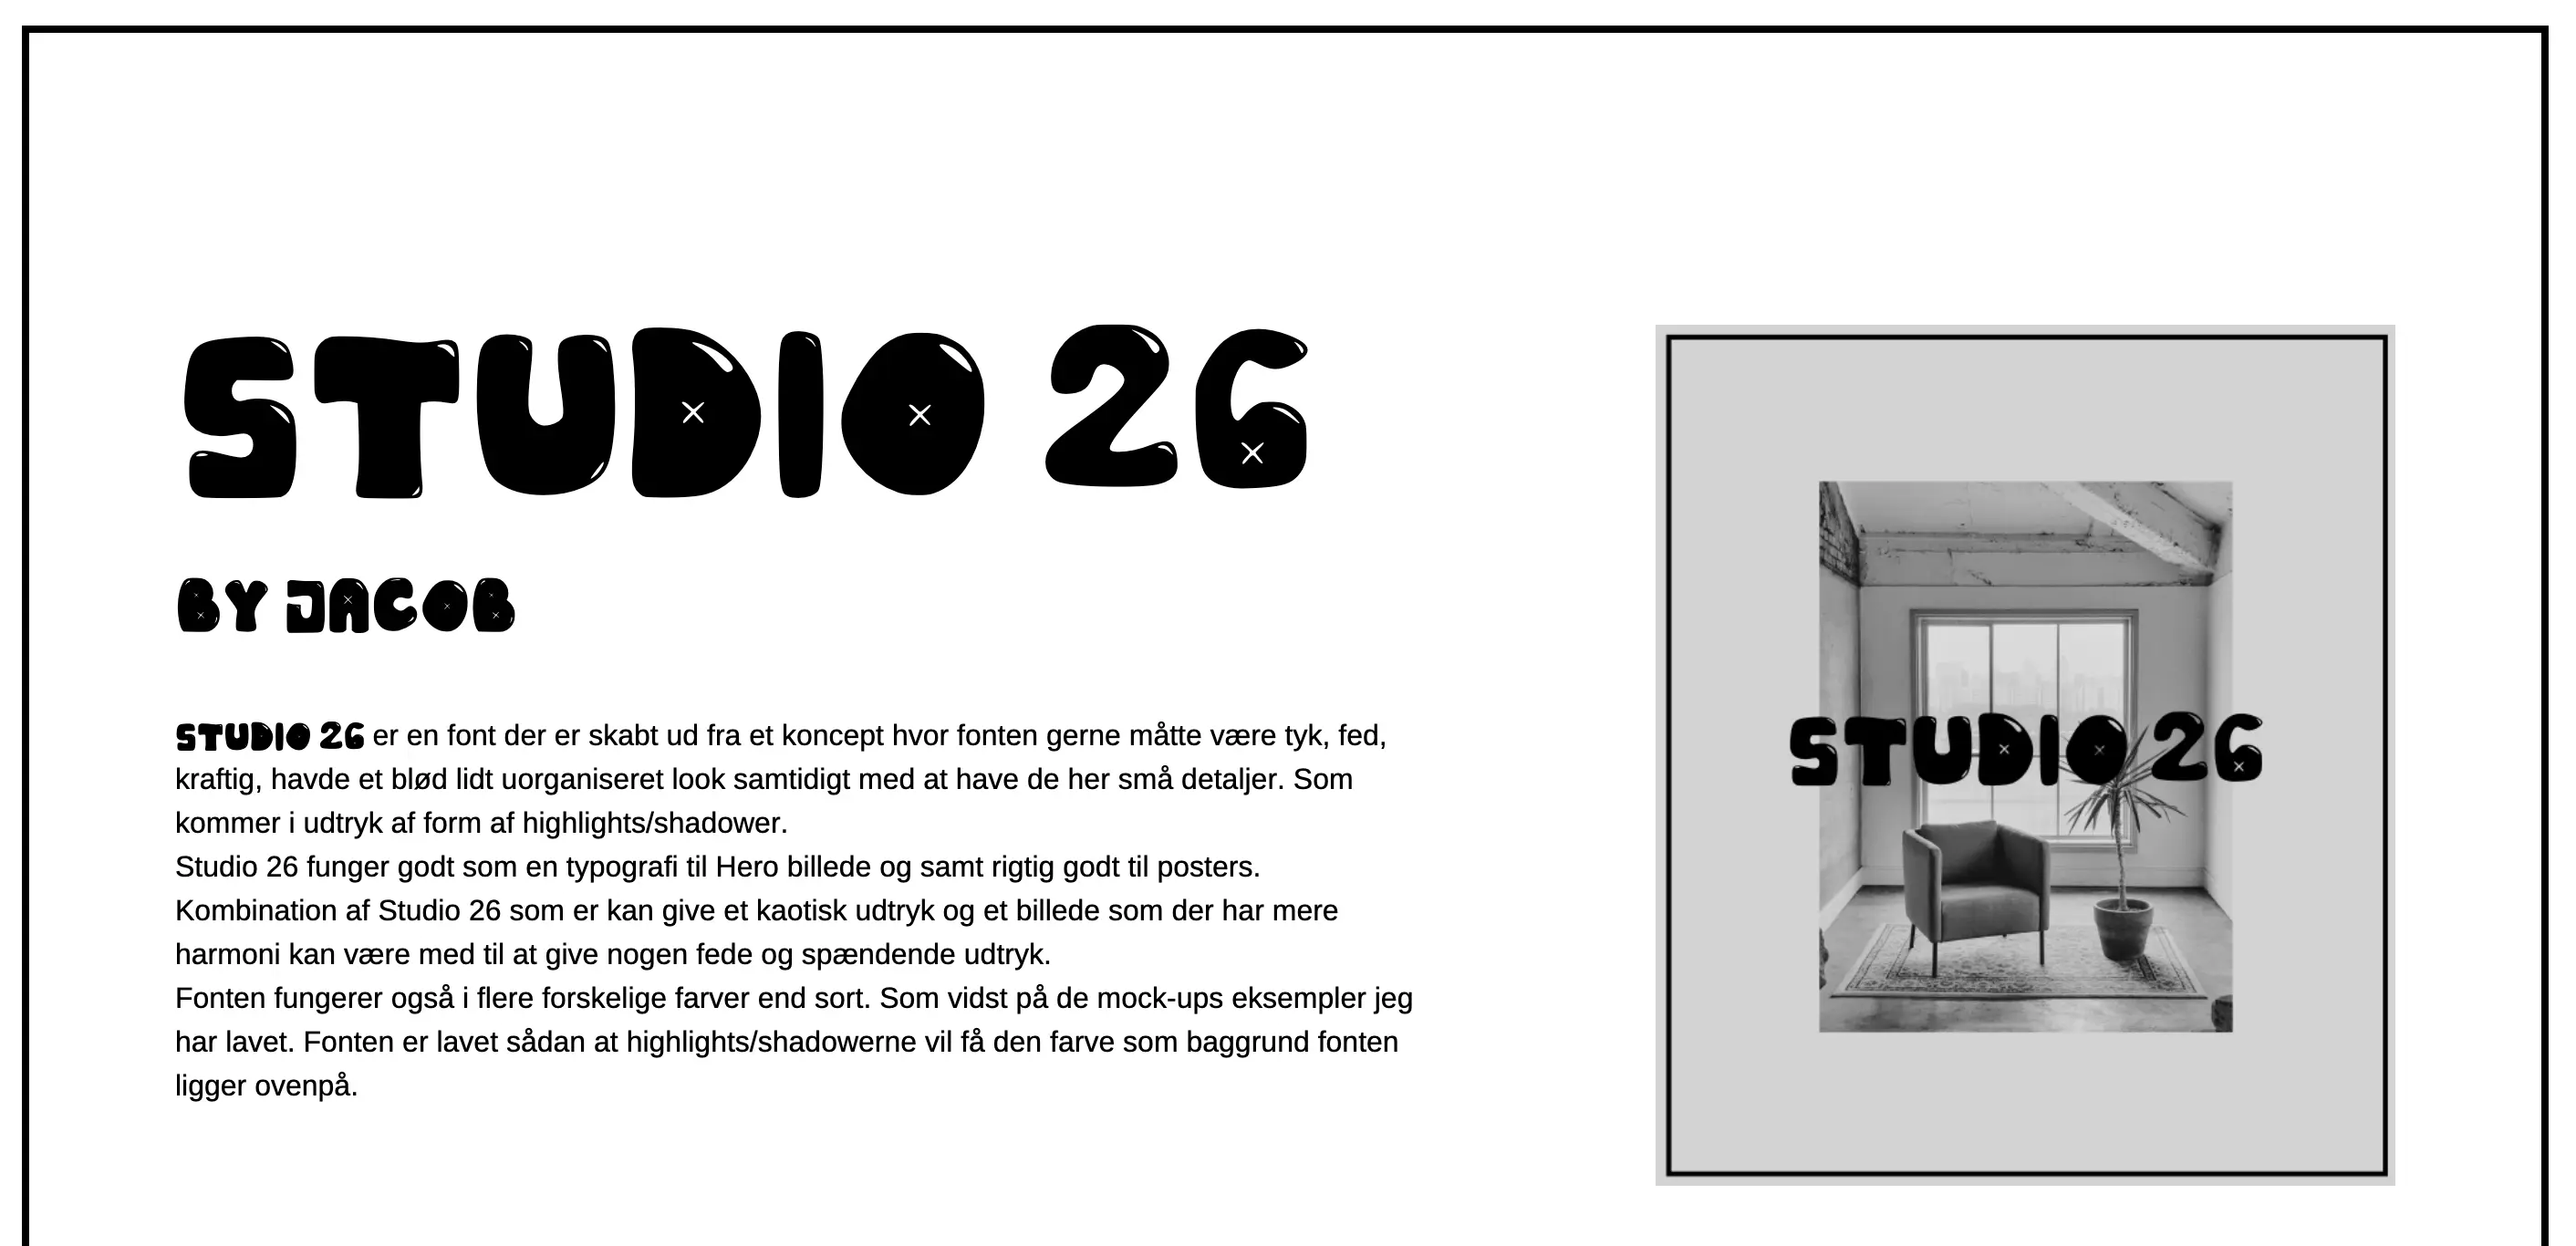 STUDIO 26
BY JACOB
STUDIO 26 er en font der er skabt ud fra et koncept hvor fonten gerne måtte være tyk, fed,
kraftig, havde et blød lidt uorganiseret look samtidigt med at have de her små detaljer. Som
kommer i udtryk af form af highlights/shadower.
Studio 26 funger godt som en typografi til Hero billede og samt rigtig godt til posters.
Kombination af Studio 26 som er kan give et kaotisk udtryk og et billede som der har mere
harmoni kan være med til at give nogen fede og spændende udtryk.
Fonten fungerer også i flere forskelige farver end sort. Som vidst på de mock-ups eksempler jeg
har lavet. Fonten er lavet sådan at highlights/shadowerne vil få den farve som baggrund fonten
ligger ovenpå.
STUDIO 26